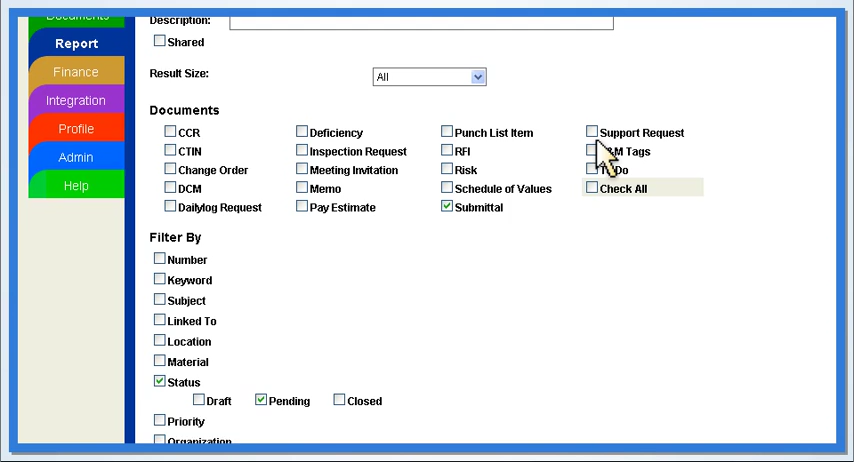 Documents
Report
Finance
Integration
Profile
Admin
Help
Description:
Shared
Result Size:
All
Documents
CCR Deficiency Punch List Item Support Request
CTIN Inspection Request RFI Tags
Change Order Meeting Invitation Risk
DCM Memo Schedule of Values Check All
Dailylog Request Pay Estimate Submittal
Filter By
Number
Keyword
Subject
Linked To
Location
Material
Status
Draft Pending Closed
Priority
Organization